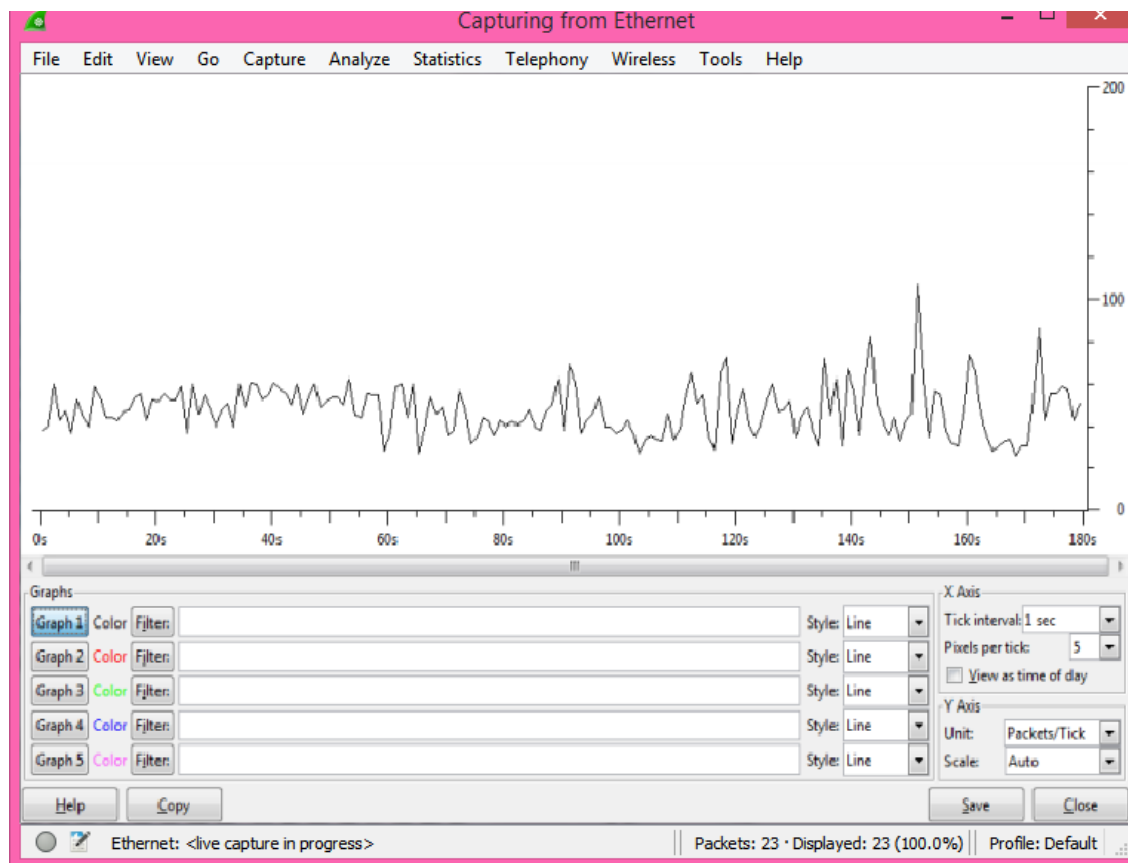 Capturing from Ethernet
File Edit View Go Capture Analyze Statistics Telephony Wireless Tools Help
200
100
0
0s 20s 40s 60s 80s 100s 120s 140s 160s 180s
Graphs
Graph 1 Color Filter: Style: Line
Graph 2 Color Filter: Style: Line
Graph 3 Color Filter: Style: Line
Graph 4 Color Filter: Style: Line
Graph 5 Color Filter: Style: Line
X Axis
Tick interval: 1 sec
Pixels per tick: 5
View as time of day
Y Axis
Unit: Packets/Tick
Scale: Auto
Help Copy Save Close
Ethernet: <live capture in progress> Packets: 23 · Displayed: 23 (100.0%) Profile: Default